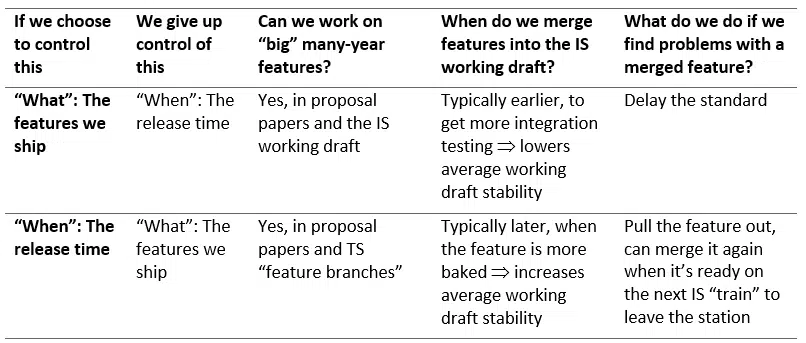 If we choose to control this
We give up control of this
Can we work on “big” many-year features?
When do we merge features into the IS working draft?
What do we do if we find problems with a merged feature?
“What”: The features we ship
“When”: The release time
Yes, in proposal papers and the IS working draft
Typically earlier, to get more integration testing ⇒ lowers average working draft stability
Delay the standard
“When”: The release time
“What”: The features we ship
Yes, in proposal papers and TS “feature branches”
Typically later, when the feature is more baked ⇒ increases average working draft stability
Pull the feature out, can merge it again when it’s ready on the next IS “train” to leave the station